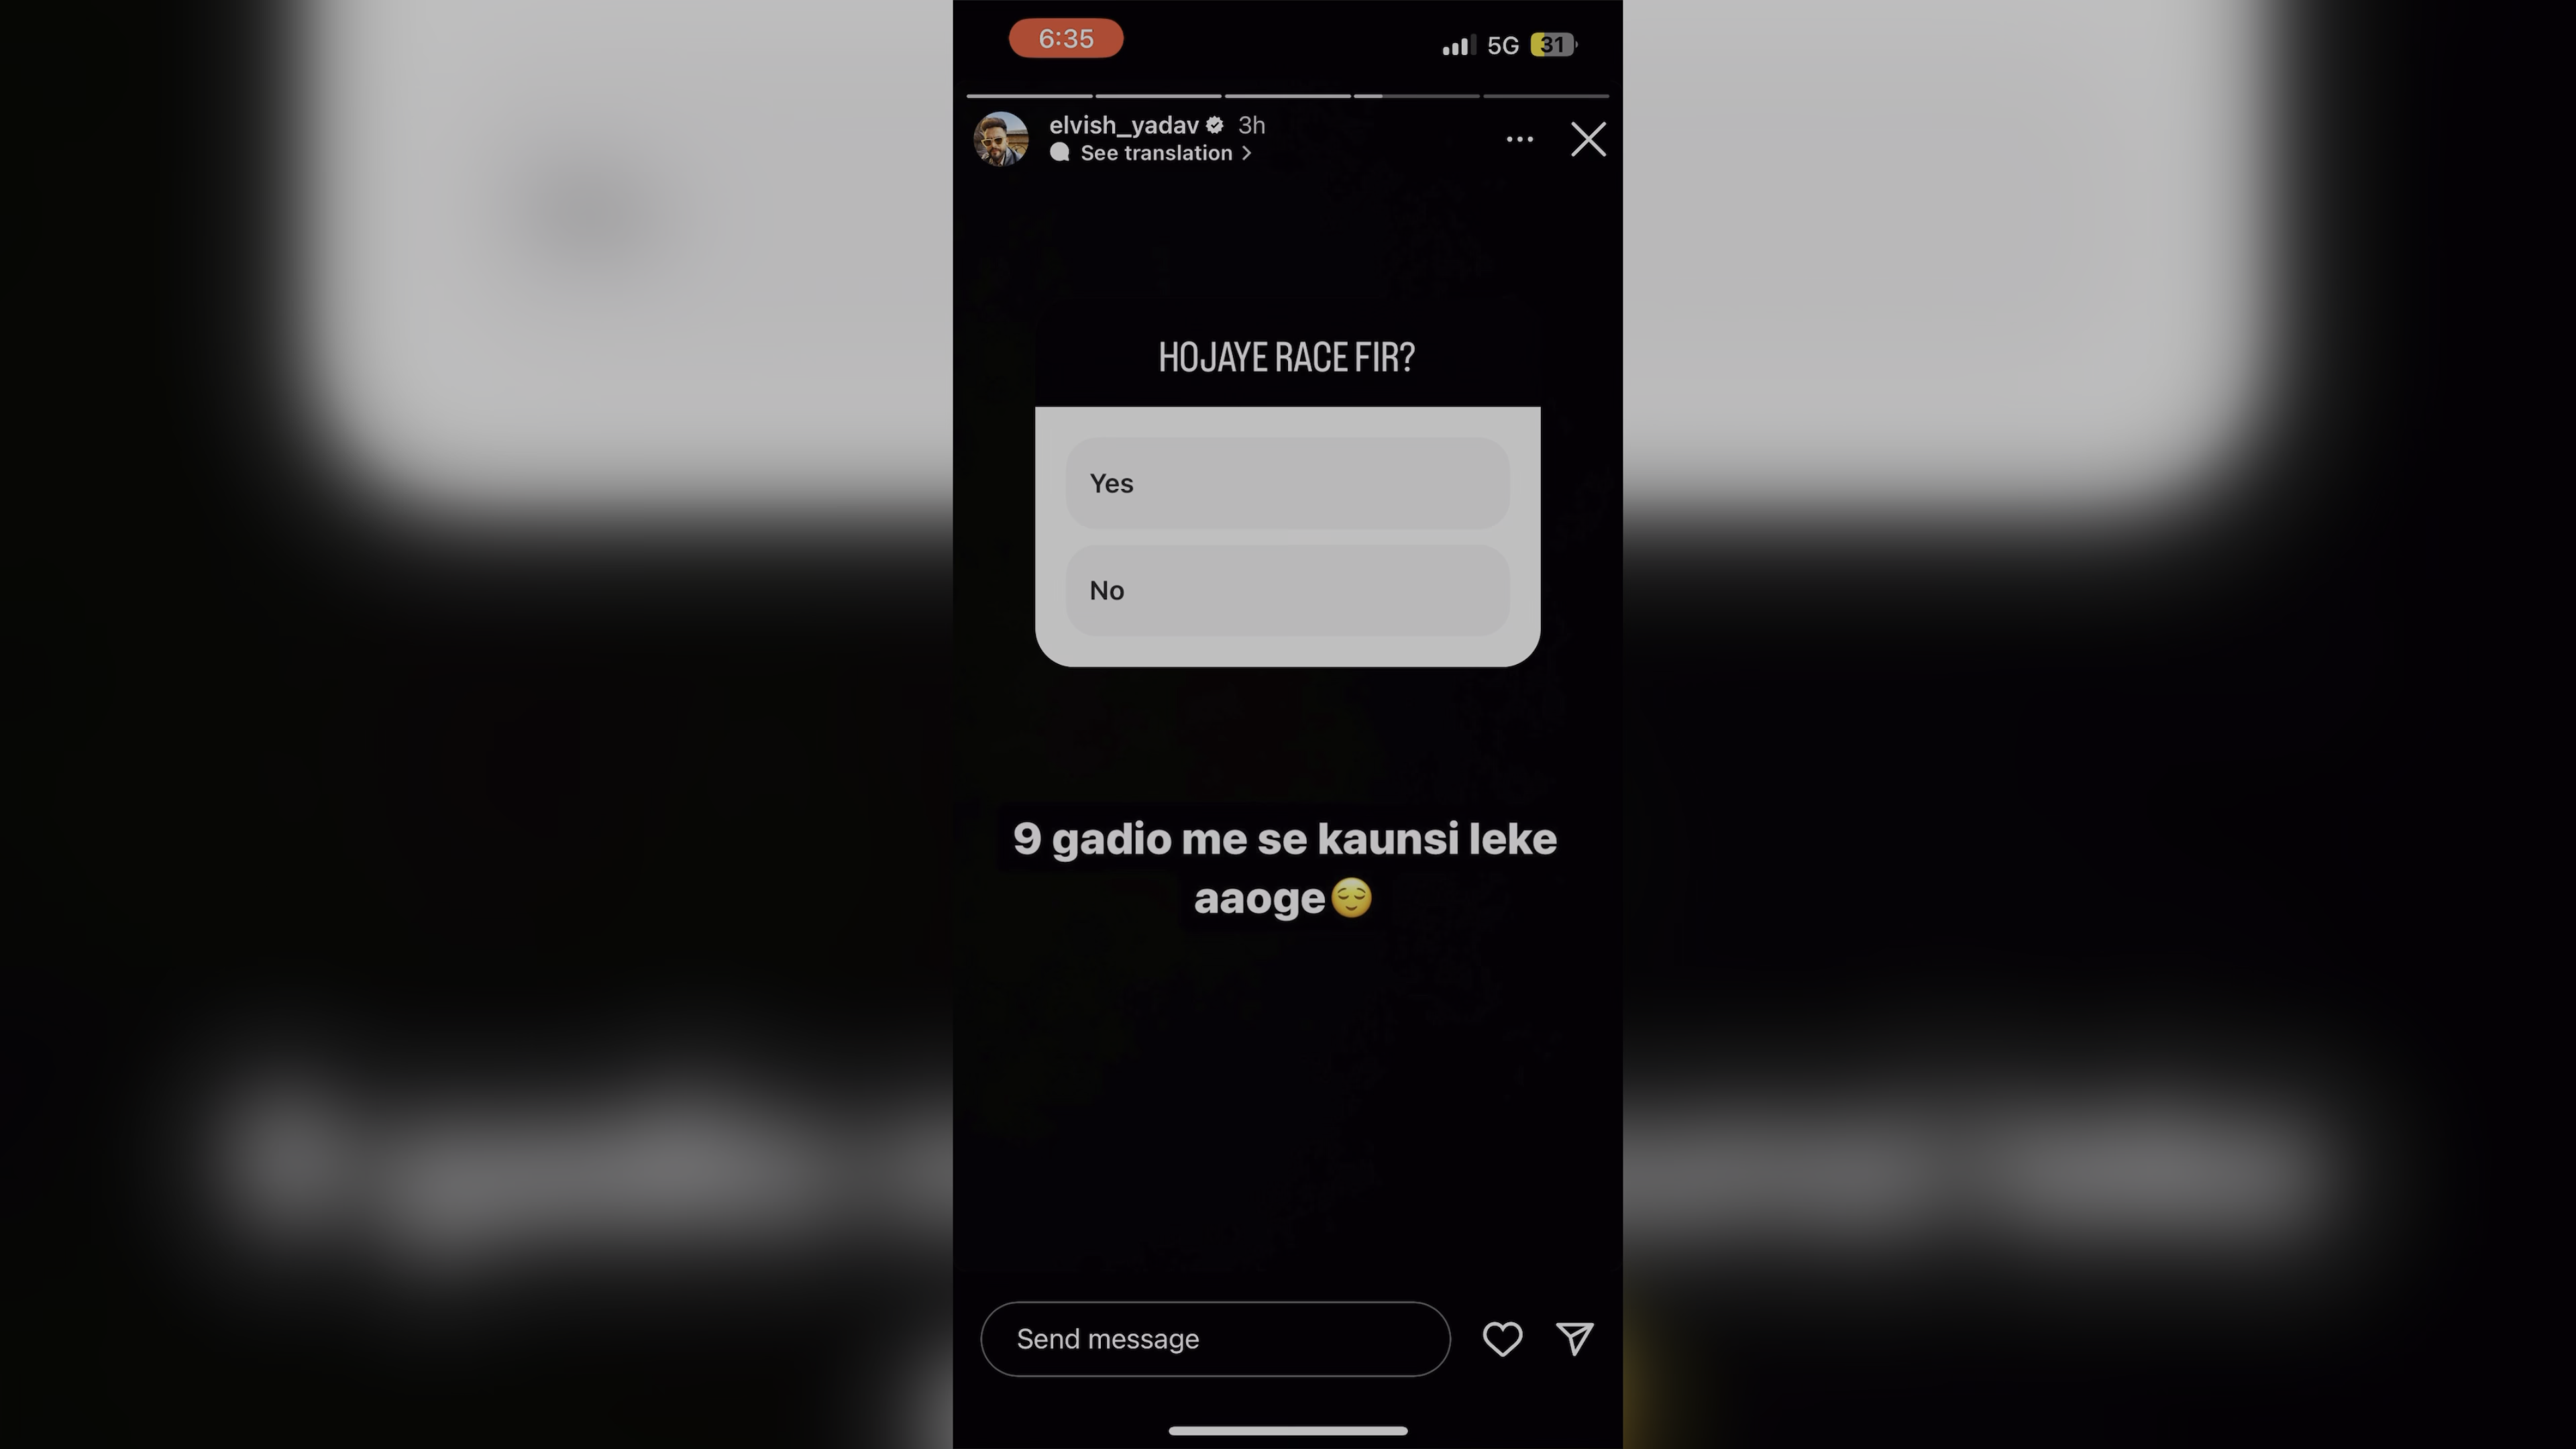 6:35
5G 31
elvish_yadav 3h
See translation
HOJAYE RACE FIR?
Yes
No
9 gadio me se kaunsi leke
aaoge😌
Send message